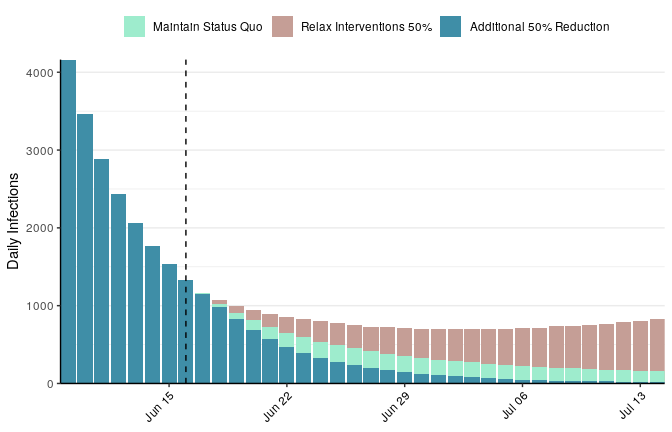 Maintain Status Quo Relax Interventions 50% Additional 50% Reduction
Daily Infections
4000
3000
2000
1000
0
Jun 15 Jun 22 Jun 29 Jul 06 Jul 13